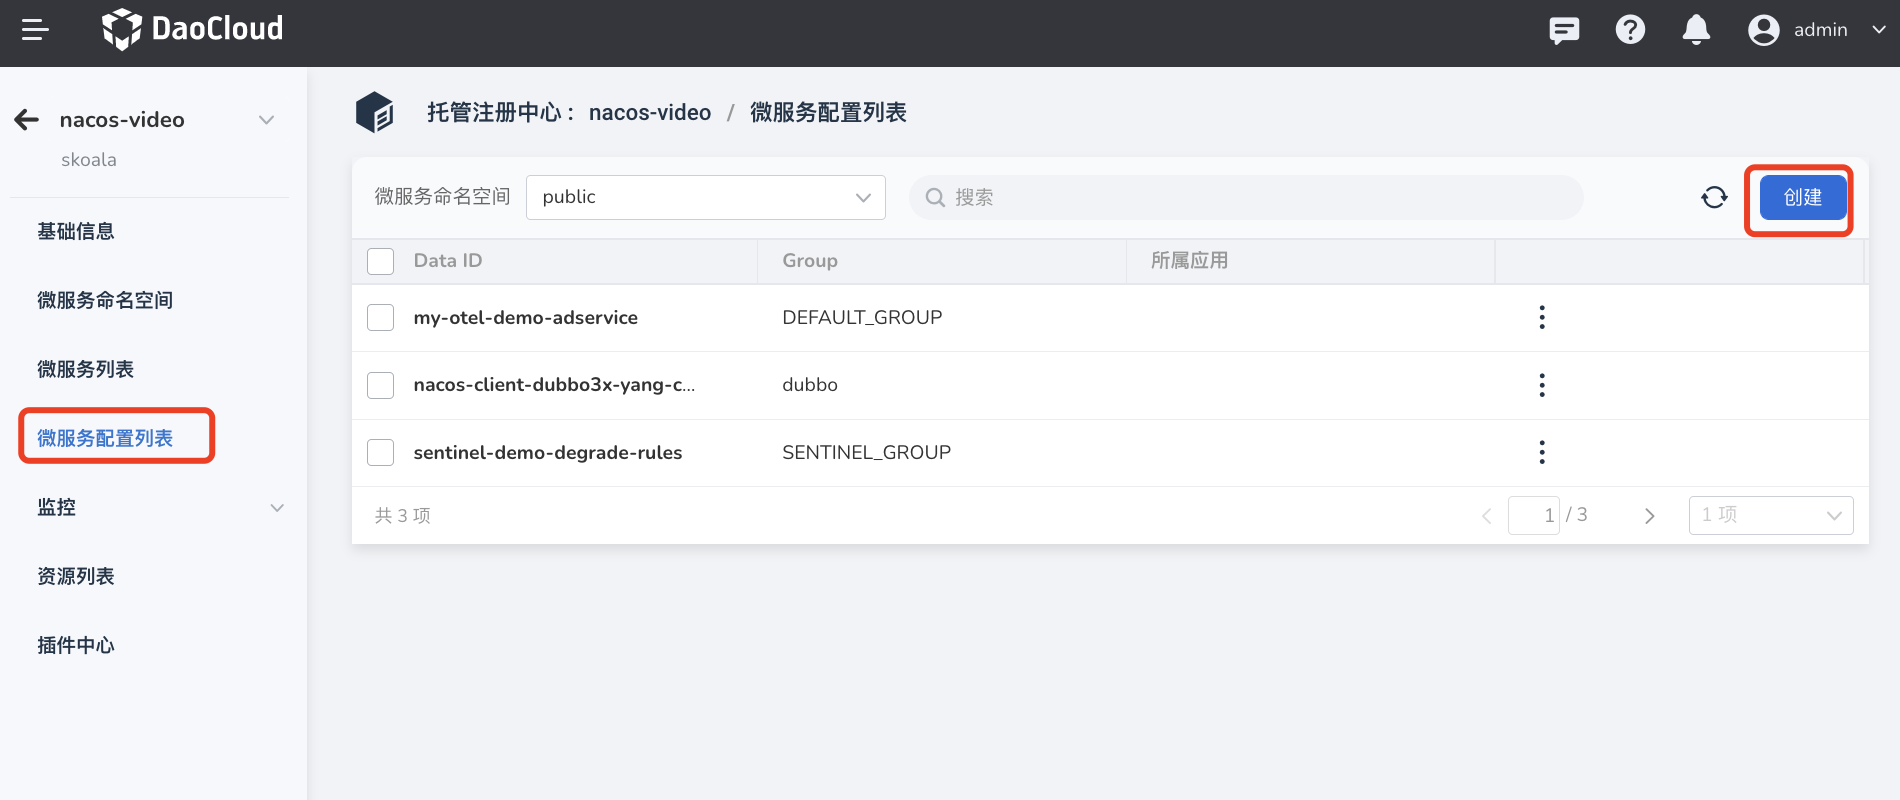 DaoCloud
admin
nacos-video
skoala
基础信息
微服务命名空间
微服务列表
微服务配置列表
监控
资源列表
插件中心
托管注册中心： nacos-video / 微服务配置列表
微服务命名空间 public 搜索 创建
Data ID Group 所属应用
my-otel-demo-adservice DEFAULT_GROUP
nacos-client-dubbo3x-yang-c... dubbo
sentinel-demo-degrade-rules SENTINEL_GROUP
共 3 项 1 / 3 1 项